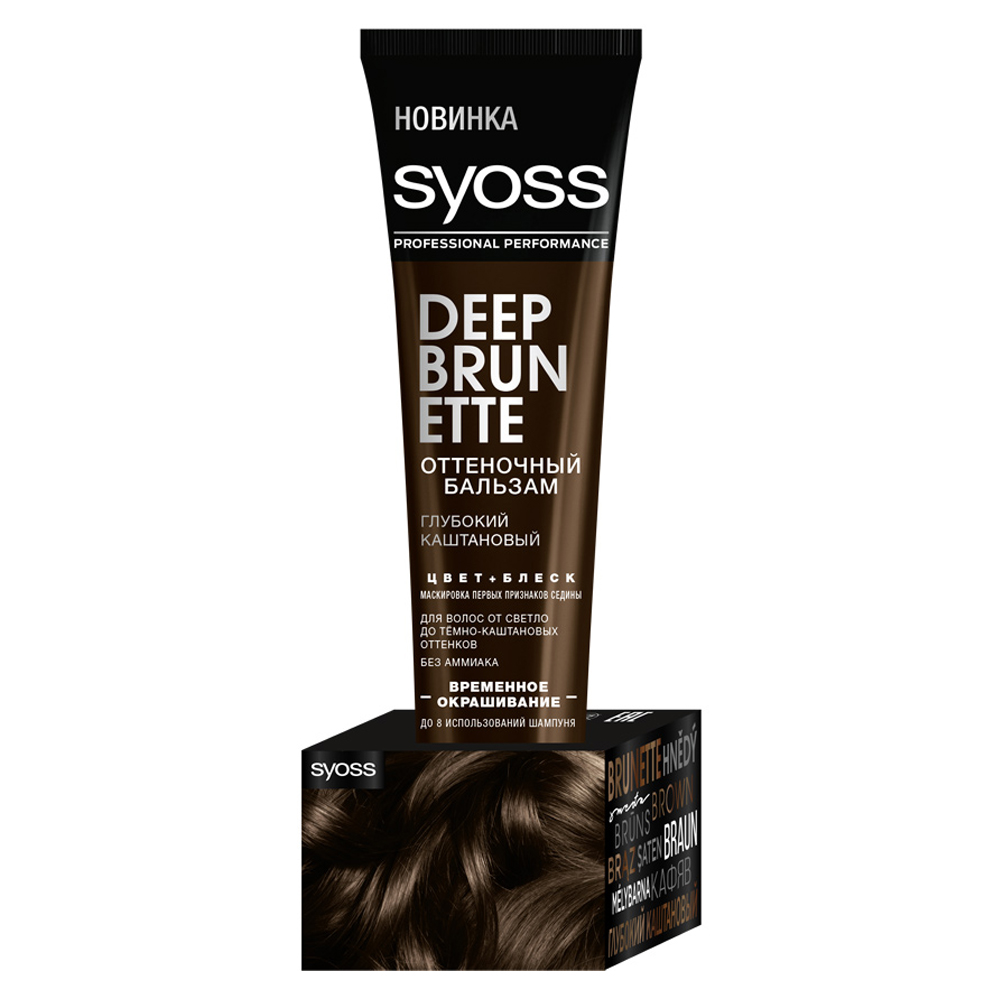 НОВИНКА
syoss
PROFESSIONAL PERFORMANCE
DEEP
BRUN
ETTE
ОТТЕНОЧНЫЙ
БАЛЬЗАМ
ГЛУБОКИЙ
КАШТАНОВЫЙ
ЦВЕТ+БЛЕСК
МАСКИРОВКА ПЕРВЫХ ПРИЗНАКОВ СЕДИНЫ
ДЛЯ ВОЛОС ОТ СВЕТЛО
ДО ТЁМНО-КАШТАНОВЫХ
ОТТЕНКОВ
БЕЗ АММИАКА
ВРЕМЕННОЕ
ОКРАШИВАНИЕ
ДО 8 ИСПОЛЬЗОВАНИЙ ШАМПУНЯ
syoss
BRUNETTE HNĚDÝ
BROWN
BRŪNS
BRAZ ŞATEN BRAUN
MÉLYBARNA КАФЯВ
ГЛУБОКИЙ КАШТАНОВЫЙ